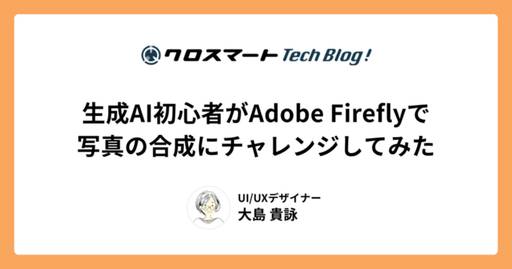 クロスマート Tech Blog!
生成AI初心者がAdobe Fireflyで
写真の合成にチャレンジしてみた
UI/UXデザイナー
大島 貴詠